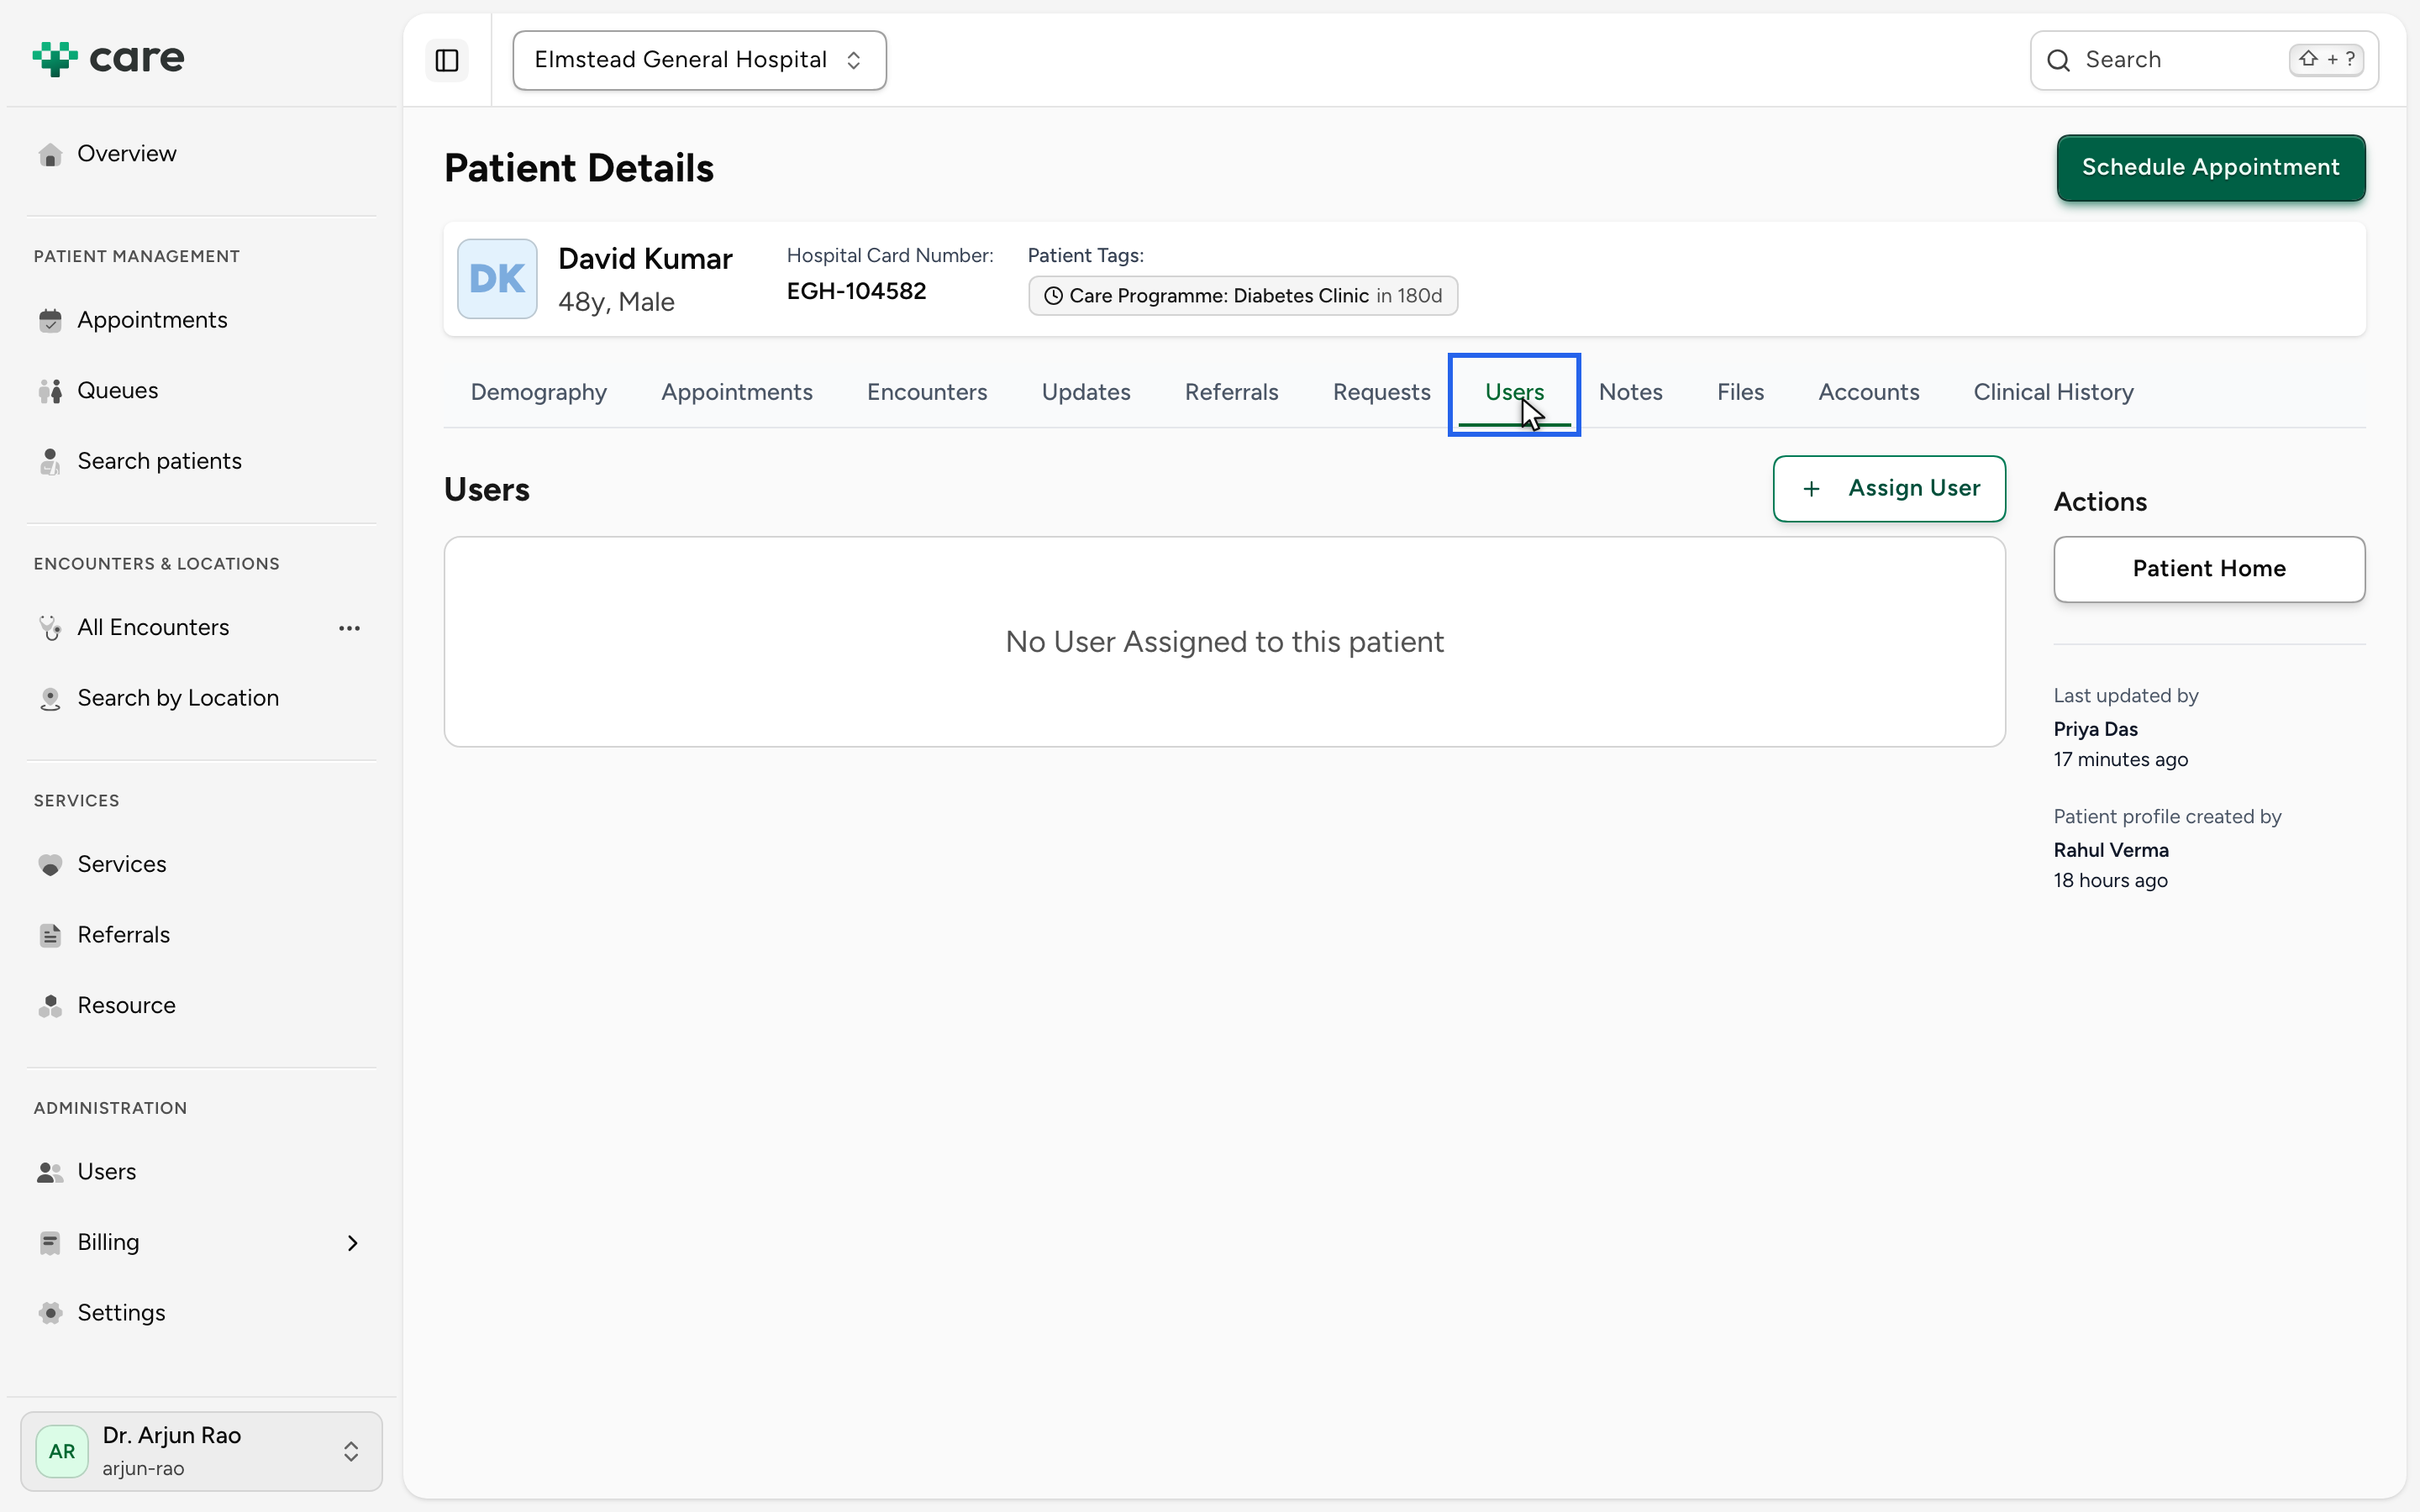 care
Overview
PATIENT MANAGEMENT
Appointments
Queues
Search patients
ENCOUNTERS & LOCATIONS
All Encounters
Search by Location
SERVICES
Services
Referrals
Resource
ADMINISTRATION
Users
Billing
Settings
AR
Dr. Arjun Rao
arjun-rao
Elmstead General Hospital
Search
+ ?
Patient Details
Schedule Appointment
DK
David Kumar
48y, Male
Hospital Card Number:
EGH-104582
Patient Tags:
Care Programme: Diabetes Clinic in 180d
Demography Appointments Encounters Updates Referrals Requests Users Notes Files Accounts Clinical History
Users
+ Assign User
No User Assigned to this patient
Actions
Patient Home
Last updated by
Priya Das
17 minutes ago
Patient profile created by
Rahul Verma
18 hours ago